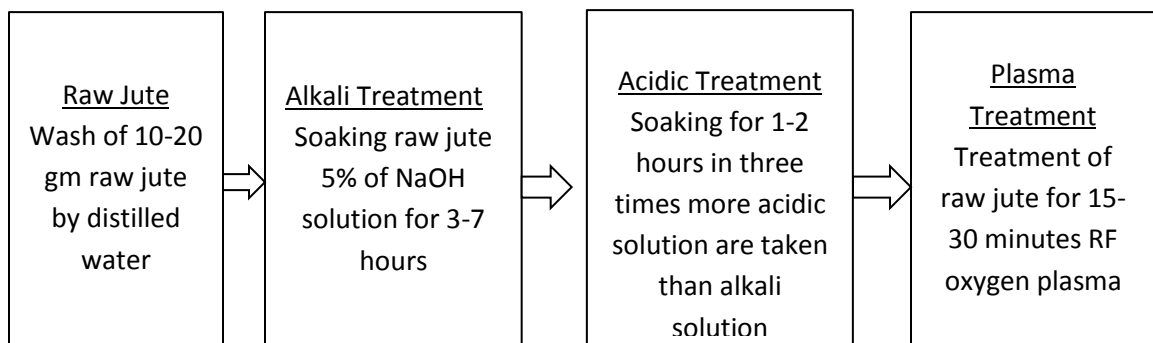 Raw Jute
Wash of 10-20
gm raw jute
by distilled
water
Alkali Treatment
Soaking raw jute
5% of NaOH
solution for 3-7
hours
Acidic Treatment
Soaking for 1-2
hours in three
times more acidic
solution are taken
than alkali
solution
Plasma
Treatment
Treatment of
raw jute for 15-
30 minutes RF
oxygen plasma